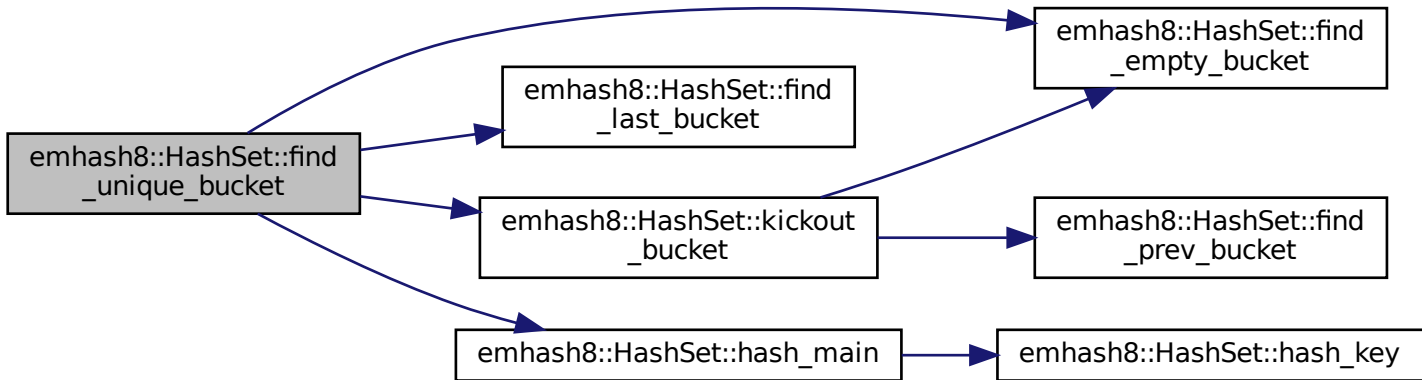 emhash8::HashSet::find
_unique_bucket
emhash8::HashSet::find
_empty_bucket
emhash8::HashSet::find
_last_bucket
emhash8::HashSet::kickout
_bucket
emhash8::HashSet::find
_prev_bucket
emhash8::HashSet::hash_main
emhash8::HashSet::hash_key